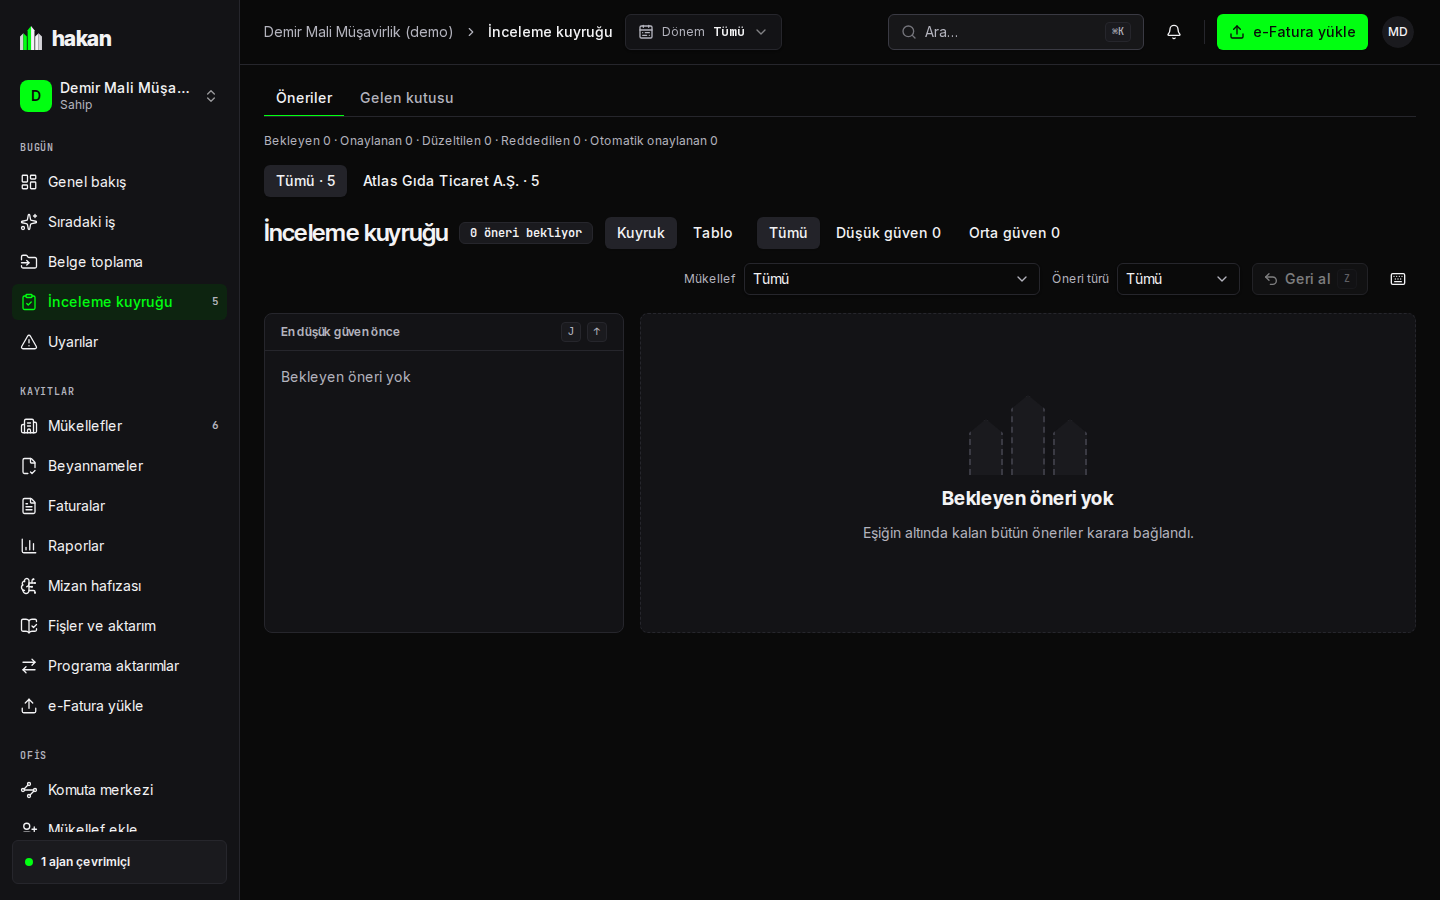 hakan
Demir Mali Müşa...
Sahip
BUGÜN
Genel bakış
Sıradaki iş
Belge toplama
İnceleme kuyruğu 5
Uyarılar
KAYITLAR
Mükellefler 6
Beyannameler
Faturalar
Raporlar
Mizan hafızası
Fişler ve aktarım
Programa aktarımlar
e-Fatura yükle
OFİS
Komuta merkezi
Mükellef ekle
1 ajan çevrimiçi
Demir Mali Müşavirlik (demo) > İnceleme kuyruğu Dönem Tümü Ara... ⌘K e-Fatura yükle MD
Öneriler Gelen kutusu
Bekleyen 0 · Onaylanan 0 · Düzeltilen 0 · Reddedilen 0 · Otomatik onaylanan 0
Tümü · 5 Atlas Gıda Ticaret A.Ş. · 5
İnceleme kuyruğu 0 öneri bekliyor Kuyruk Tablo Tümü Düşük güven 0 Orta güven 0
Mükellef Tümü Öneri türü Tümü Geri al Z
En düşük güven önce J ↑
Bekleyen öneri yok
Bekleyen öneri yok
Eşiğin altında kalan bütün öneriler karara bağlandı.
D